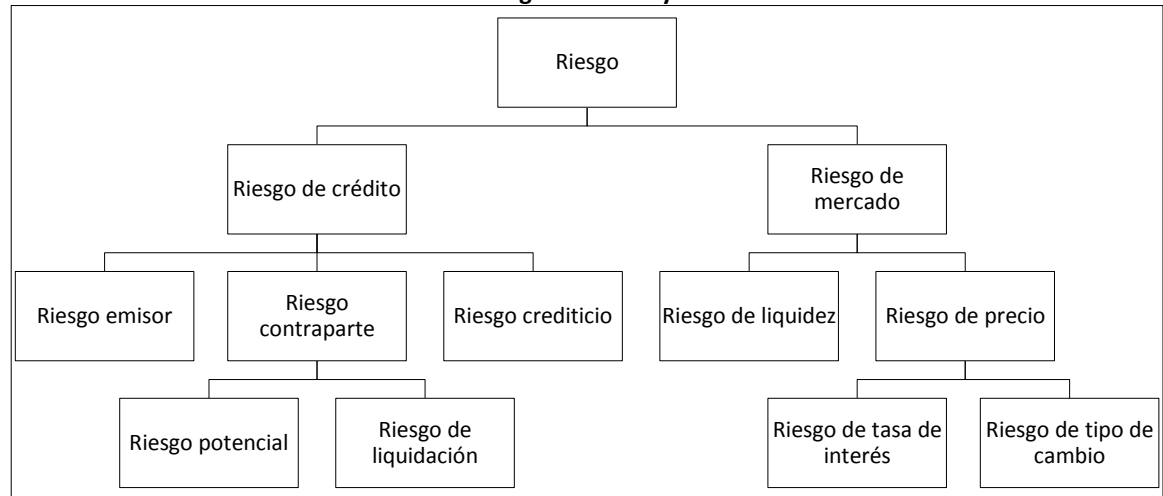 Riesgo
Riesgo de crédito
Riesgo de
mercado
Riesgo emisor
Riesgo
contraparte
Riesgo crediticio
Riesgo de liquidez
Riesgo de precio
Riesgo potencial
Riesgo de
liquidación
Riesgo de tasa de
interés
Riesgo de tipo de
cambio